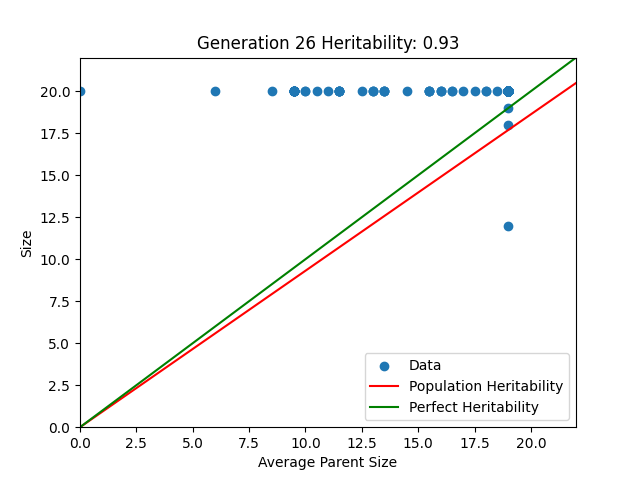 Generation 26 Heritability: 0.93
20.0
17.5
15.0
12.5
10.0
7.5
5.0
2.5
0.0
Size
0.0 2.5 5.0 7.5 10.0 12.5 15.0 17.5 20.0
Average Parent Size
Data
Population Heritability
Perfect Heritability